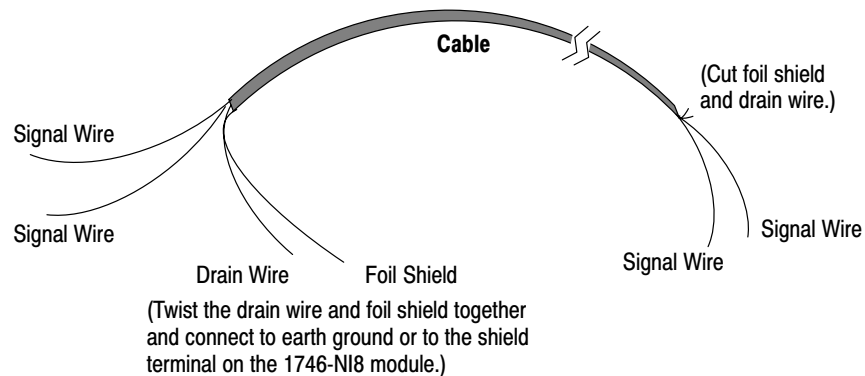 Cable
(Cut foil shield
and drain wire.)
Signal Wire
Signal Wire
Signal Wire
Signal Wire
Drain Wire
Foil Shield
(Twist the drain wire and foil shield together
and connect to earth ground or to the shield
terminal on the 1746-NI8 module.)